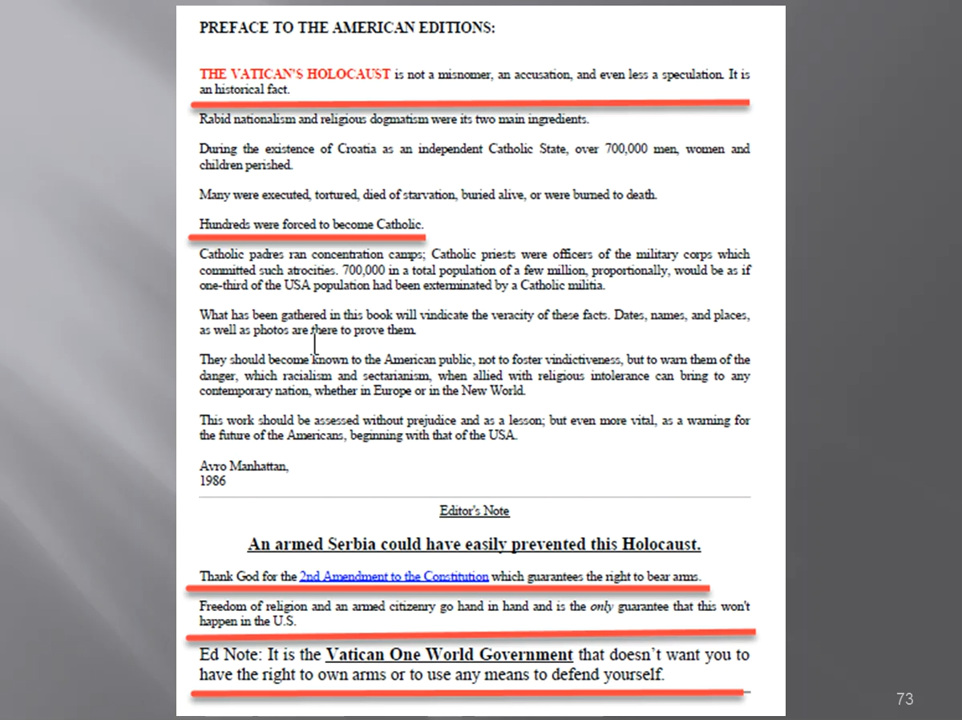 PREFACE TO THE AMERICAN EDITIONS:
THE VATICAN'S HOLOCAUST is not a misnomer, an accusation, and even less a speculation. It is
an historical fact.
Rabid nationalism and religious dogmatism were its two main ingredients.
During the existence of Croatia as an independent Catholic State, over 700,000 men, women and
children perished.
Many were executed, tortured, died of starvation, buried alive, or were burned to death.
Hundreds were forced to become Catholic.
Catholic padres ran concentration camps; Catholic priests were officers of the military corps which
committed such atrocities. 700,000 in a total population of a few million, proportionally, would be as if
one-third of the USA population had been exterminated by a Catholic militia.
What has been gathered in this book will vindicate the veracity of these facts. Dates, names, and places,
as well as photos are there to prove them.
They should become known to the American public, not to foster vindictiveness, but to warn them of the
danger, which racialism and sectarianism, when allied with religious intolerance can bring to any
contemporary nation, whether in Europe or in the New World.
This work should be assessed without prejudice and as a lesson; but even more vital, as a warning for
the future of the Americans, beginning with that of the USA.
Avro Manhattan,
1986
Editor's Note
An armed Serbia could have easily prevented this Holocaust.
Thank God for the 2nd Amendment to the Constitution which guarantees the right to bear arms.
Freedom of religion and an armed citizenry go hand in hand and is the only guarantee that this won't
happen in the U.S.
Ed Note: It is the Vatican One World Government that doesn't want you to
have the right to own arms or to use any means to defend yourself.
73